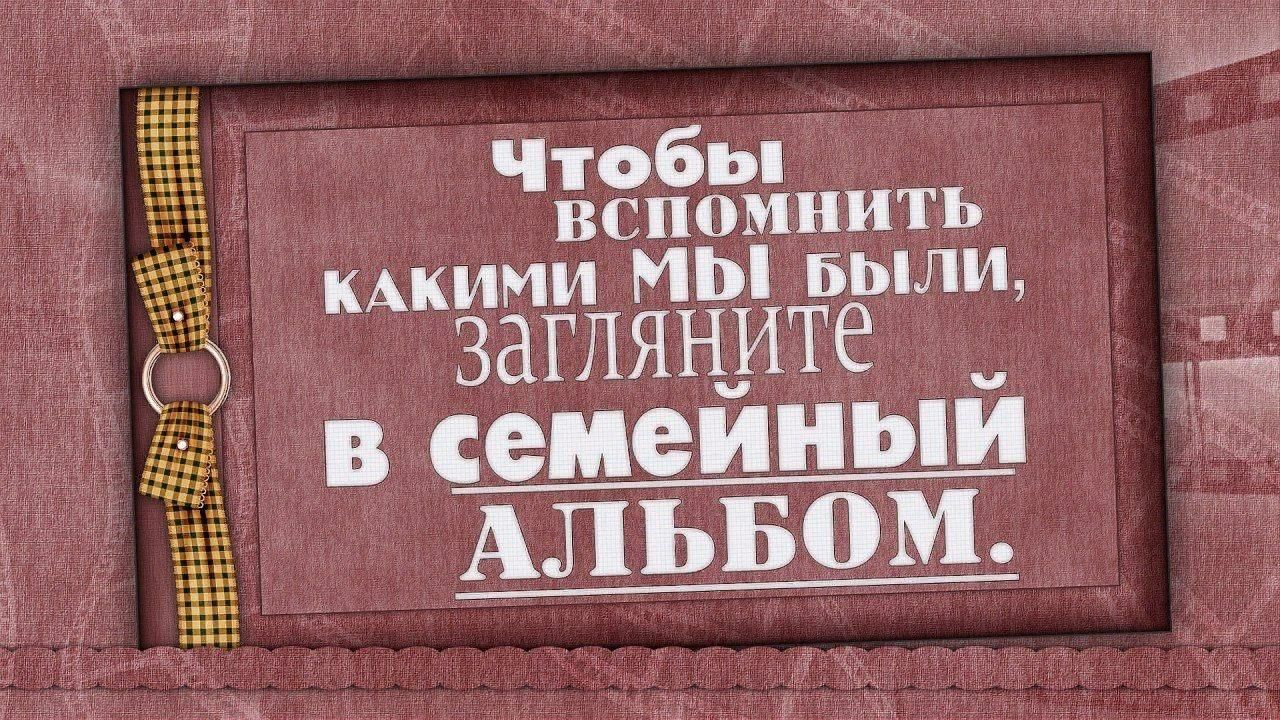 Чтобы
вспомнить
какими мы были,
загляните
в семейный
АЛЬБОМ.